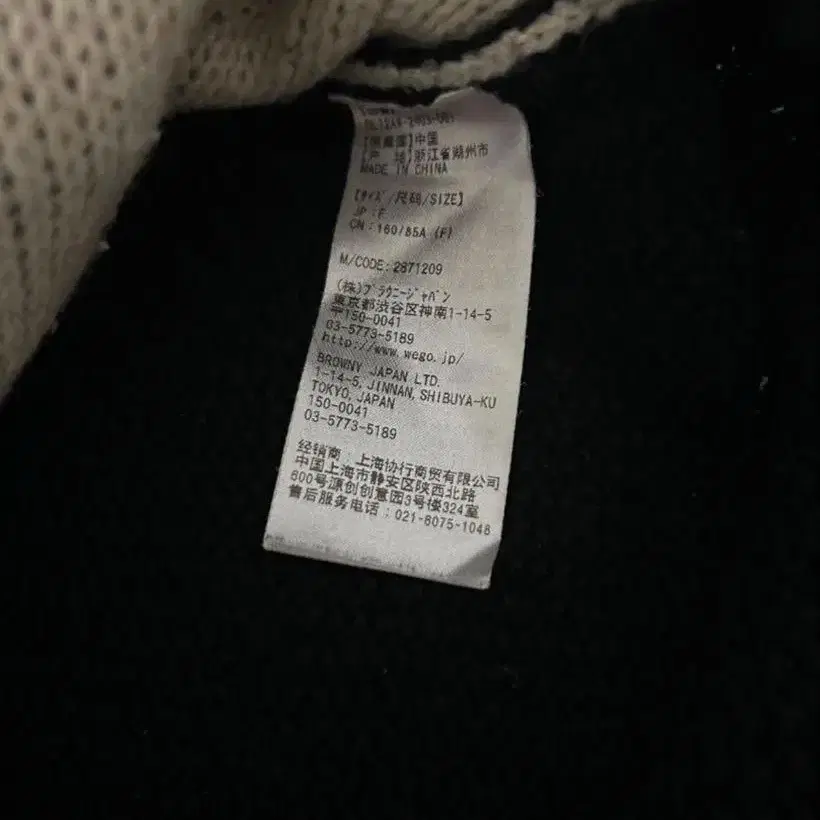 【原産国】中国
【产 地】浙江省湖州市
MADE IN CHINA
【サイズ/尺码/SIZE】
JP:F
CN:160/85A (F)
M/CODE:2871209
(株)ブラウニージャパン
東京都渋谷区神南1-14-5
〒150-0041
03-5773-5189
http://www.wego.jp/
BROWNY JAPAN LTD.
1-14-5, JINNAN, SHIBUYA-KU
TOKYO, JAPAN
150-0041
03-5773-5189
经销商：上海协行商贸有限公司
中国上海市静安区陕西北路
600号源创创意园3号楼324室
售后服务电话：021-6075-1048